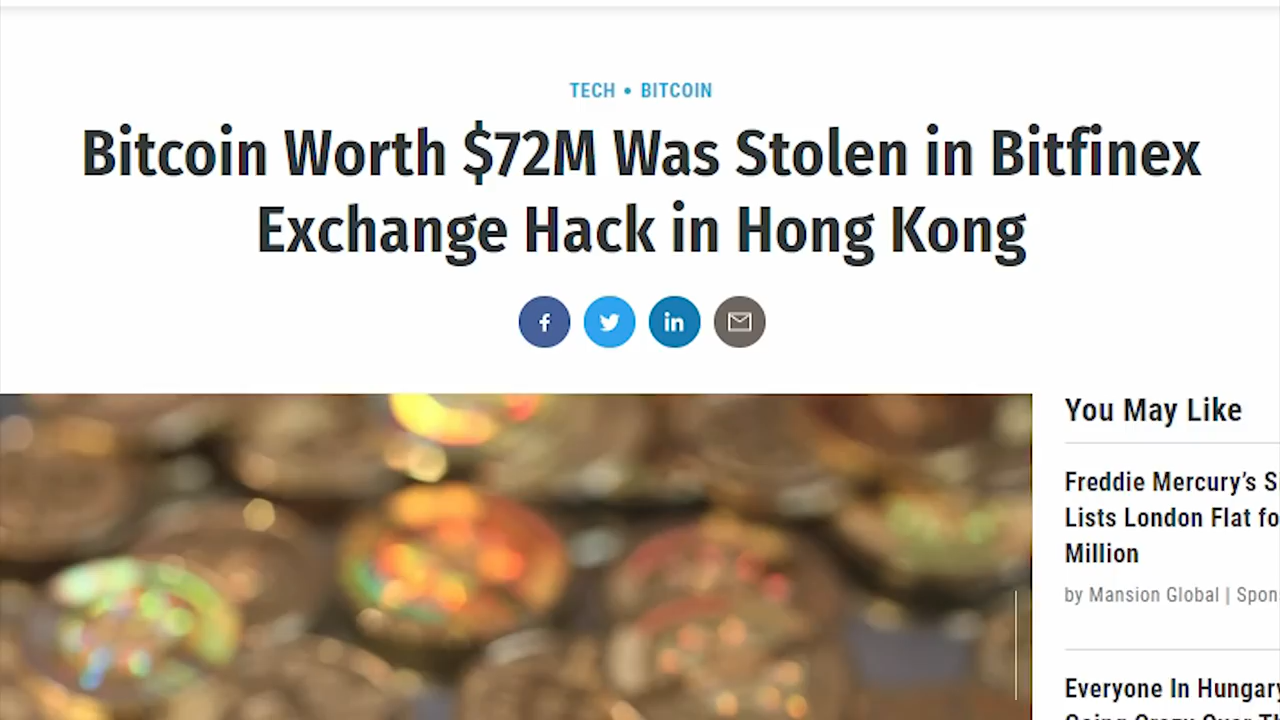 TECH • BITCOIN
Bitcoin Worth $72M Was Stolen in Bitfinex
Exchange Hack in Hong Kong
You May Like
Freddie Mercury’s
Lists London Flat
Million
by Mansion Global |
Everyone In